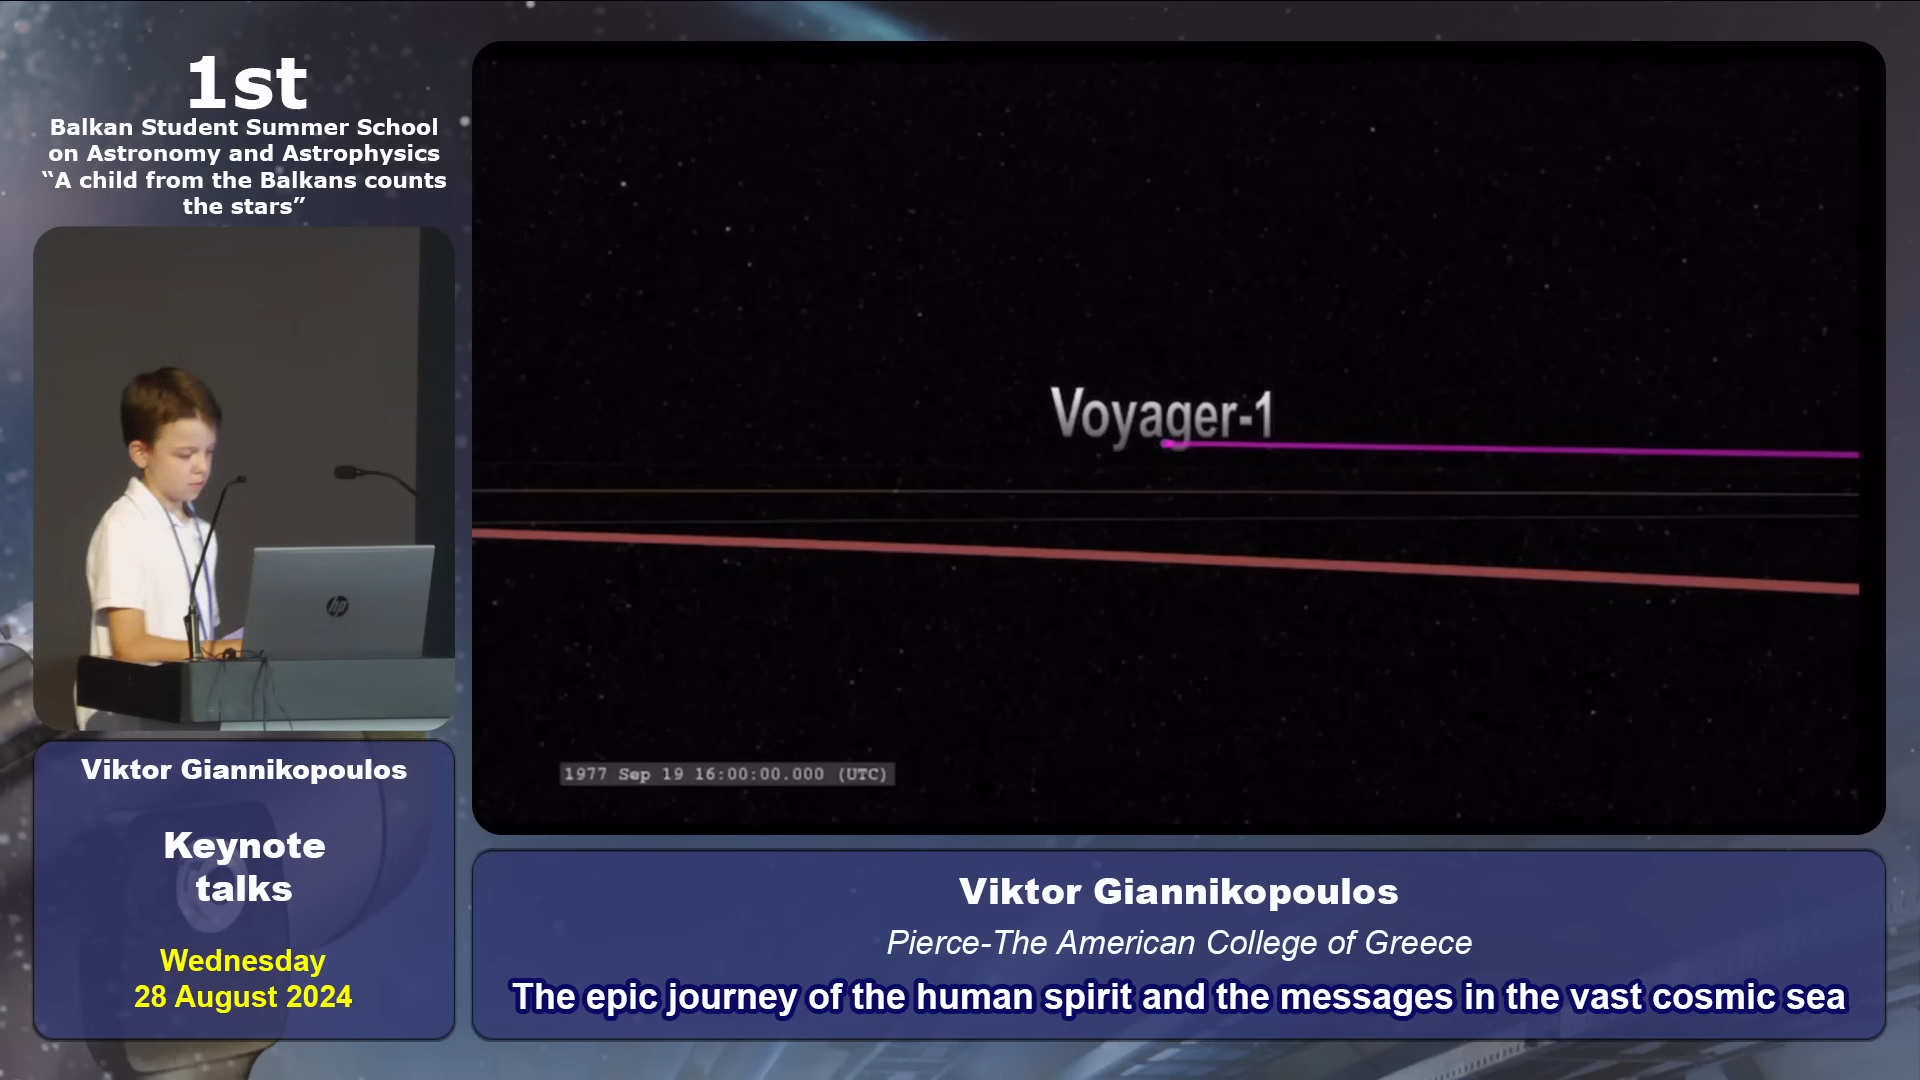 1st
Balkan Student Summer School
on Astronomy and Astrophysics
“A child from the Balkans counts
the stars”
Voyager-1
1977 Sep 19 16:00:00.000 (UTC)
hp
Viktor Giannikopoulos
Keynote
talks
Wednesday
28 August 2024
Viktor Giannikopoulos
Pierce-The American College of Greece
The epic journey of the human spirit and the messages in the vast cosmic sea